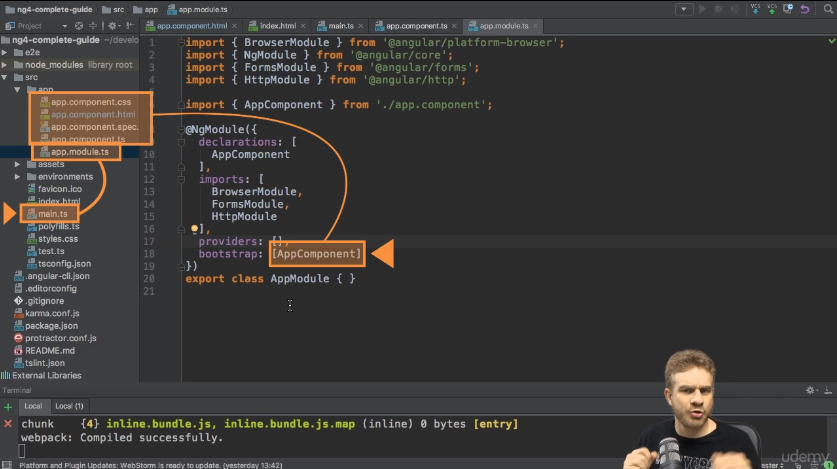 ng4-complete-guide src app app.module.ts
Project
app.component.html index.html main.ts app.component.ts app.module.ts
ng4-complete-guide ~/develo
e2e
node_modules library root
src
app
app.component.css
app.component.html
app.component.spec.
app.component.ts
app.module.ts
assets
environments
favicon.ico
index.html
main.ts
polyfills.ts
styles.css
test.ts
tsconfig.json
.angular-cli.json
.editorconfig
.gitignore
karma.conf.js
package.json
protractor.conf.js
README.md
tslint.json
External Libraries
1 import { BrowserModule } from '@angular/platform-browser';
2 import { NgModule } from '@angular/core';
3 import { FormsModule } from '@angular/forms';
4 import { HttpModule } from '@angular/http';
5
import { AppComponent } from './app.component';
@NgModule({
declarations: [
10 AppComponent
11 ],
12 imports: [
13 BrowserModule,
14 FormsModule,
15 HttpModule
16 ],
17 providers: [],
18 bootstrap: [AppComponent]
19 })
20 export class AppModule { }
21
VCS VCS
Terminal
Local Local (1)
chunk {4} inline.bundle.js, inline.bundle.js.map (inline) 0 bytes [entry]
webpack: Compiled successfully.
Platform and Plugin Updates: WebStorm is ready to update. (yesterday 13:42)
udemy